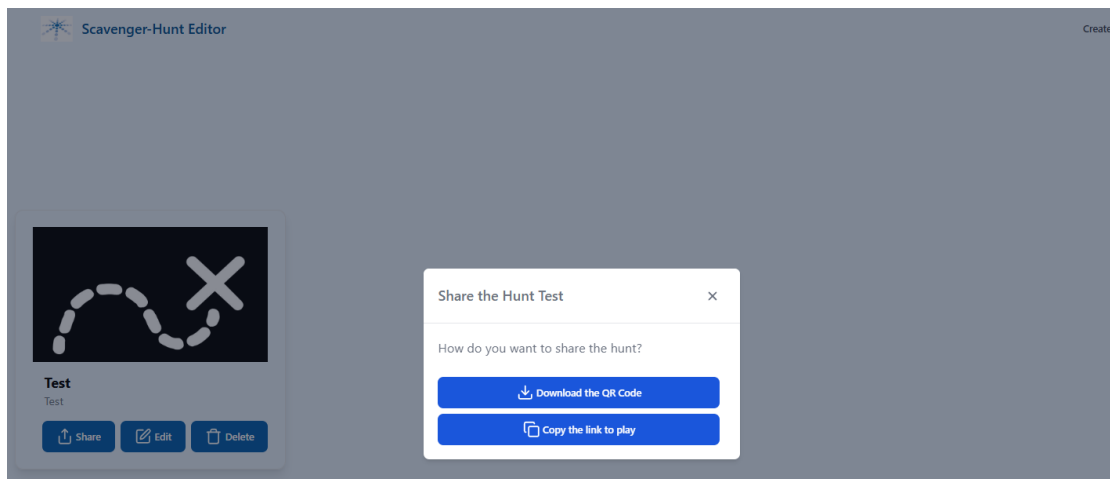 Scavenger-Hunt Editor
Create
Share the Hunt Test
How do you want to share the hunt?
Download the QR Code
Copy the link to play
Test
Test
Share Edit Delete